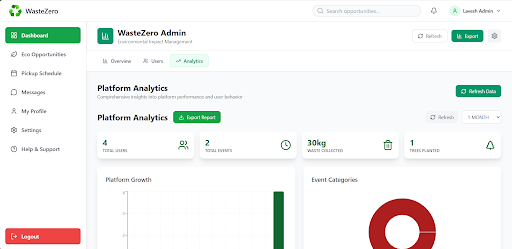 WasteZero
Search opportunities...
Lavesh Admin
Dashboard
Eco Opportunities
Pickup Schedule
Messages
My Profile
Settings
Help & Support
Logout
WasteZero Admin
Environmental Impact Management
Refresh
Export
Overview
Users
Analytics
Platform Analytics
Comprehensive insights into platform performance and user behavior
Refresh Data
Platform Analytics
Export Report
Refresh
1 MONTH
4
TOTAL USERS
2
TOTAL EVENTS
30kg
WASTE COLLECTED
1
TREES PLANTED
Platform Growth
Event Categories